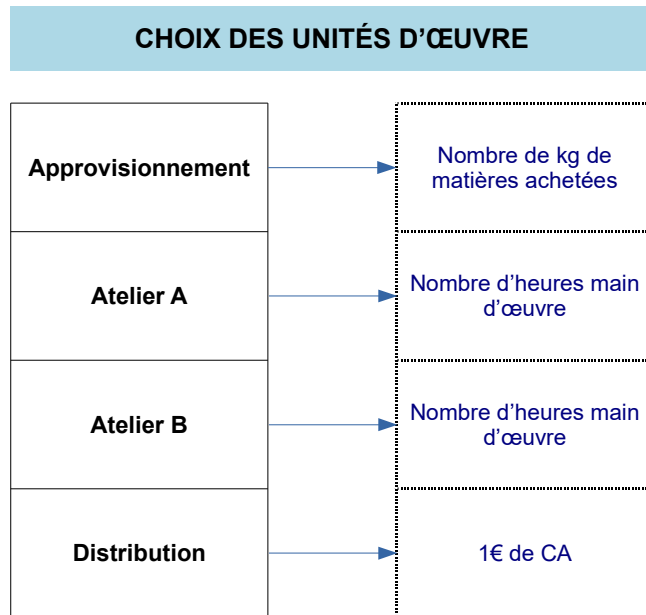 CHOIX DES UNITÉS D’ŒUVRE
Approvisionnement
Nombre de kg de
matières achetées
Atelier A
Nombre d’heures main
d’œuvre
Atelier B
Nombre d’heures main
d’œuvre
Distribution
1€ de CA